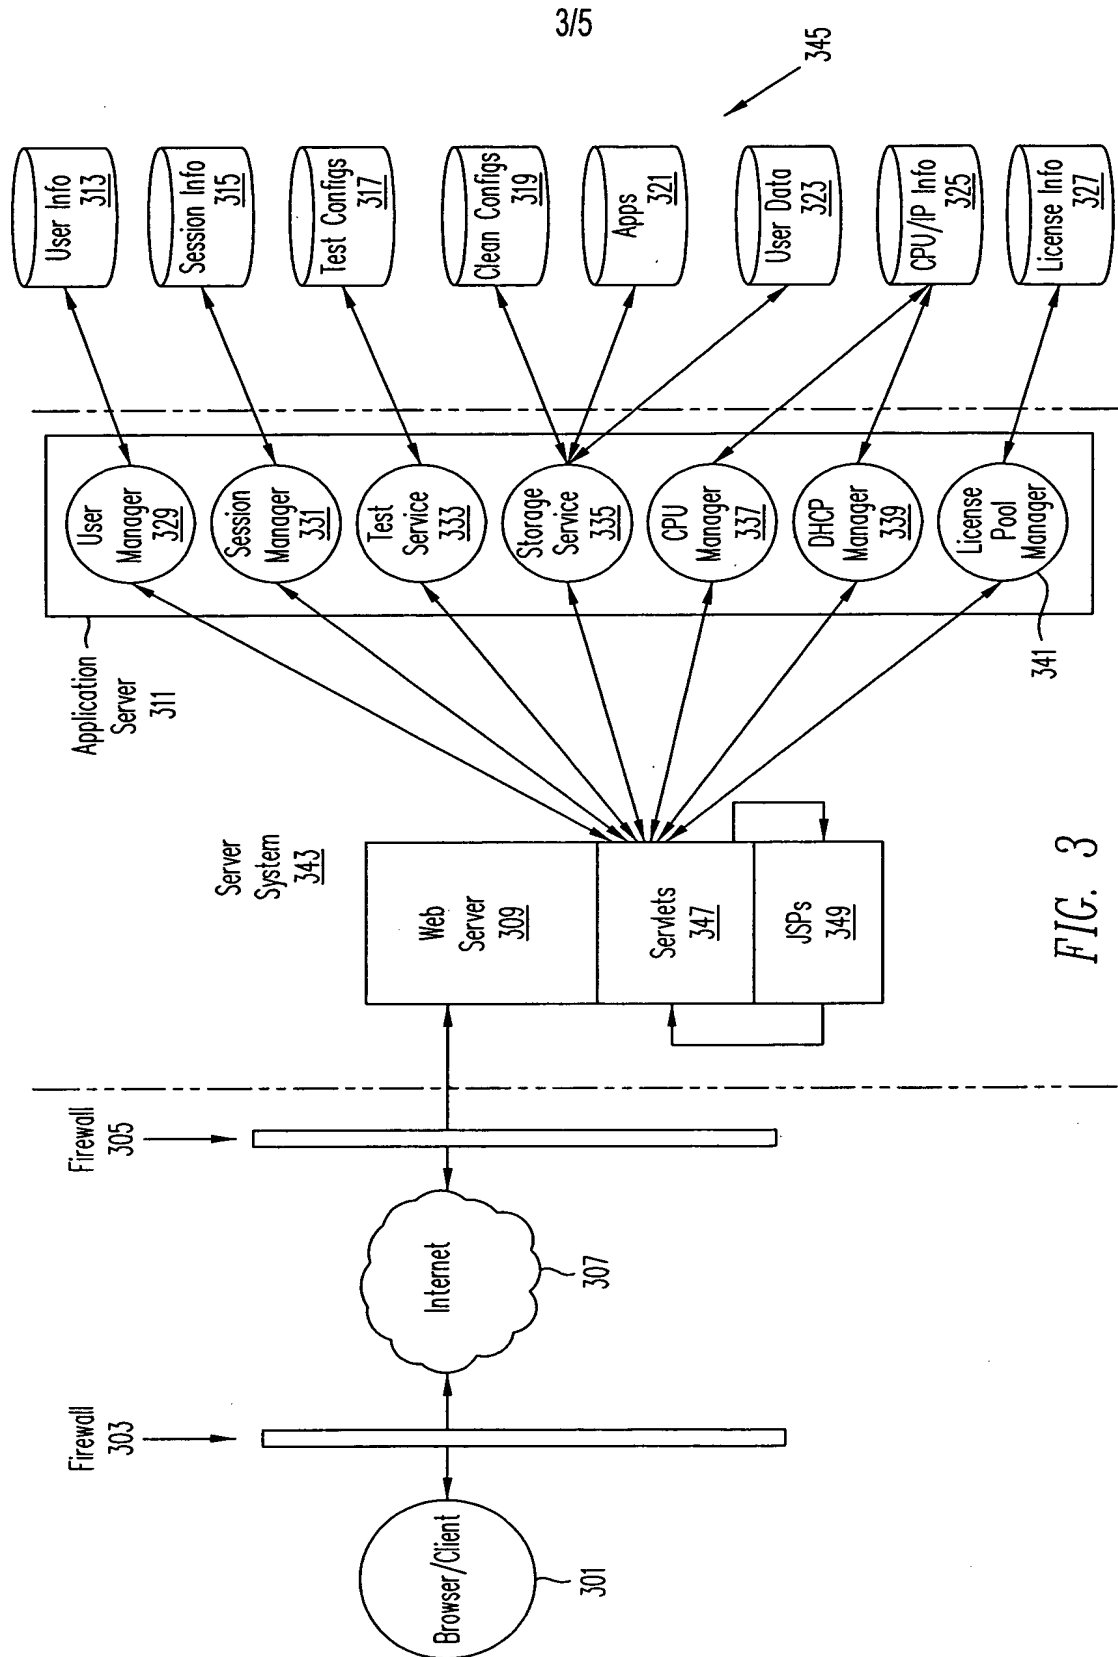 3/5
Browser/Client
301
Firewall
303
Internet
307
Firewall
305
Server
System
343
Web
Server
309
Servlets
347
JSPs
349
Application
Server
311
User
Manager
329
Session
Manager
331
Test
Service
333
Storage
Service
335
CPU
Manager
337
DHCP
Manager
339
License
Pool
Manager
341
User Info
313
Session Info
315
Test Configs
317
Clean Configs
319
Apps
321
User Data
323
CPU/IP Info
325
License Info
327
345
FIG. 3